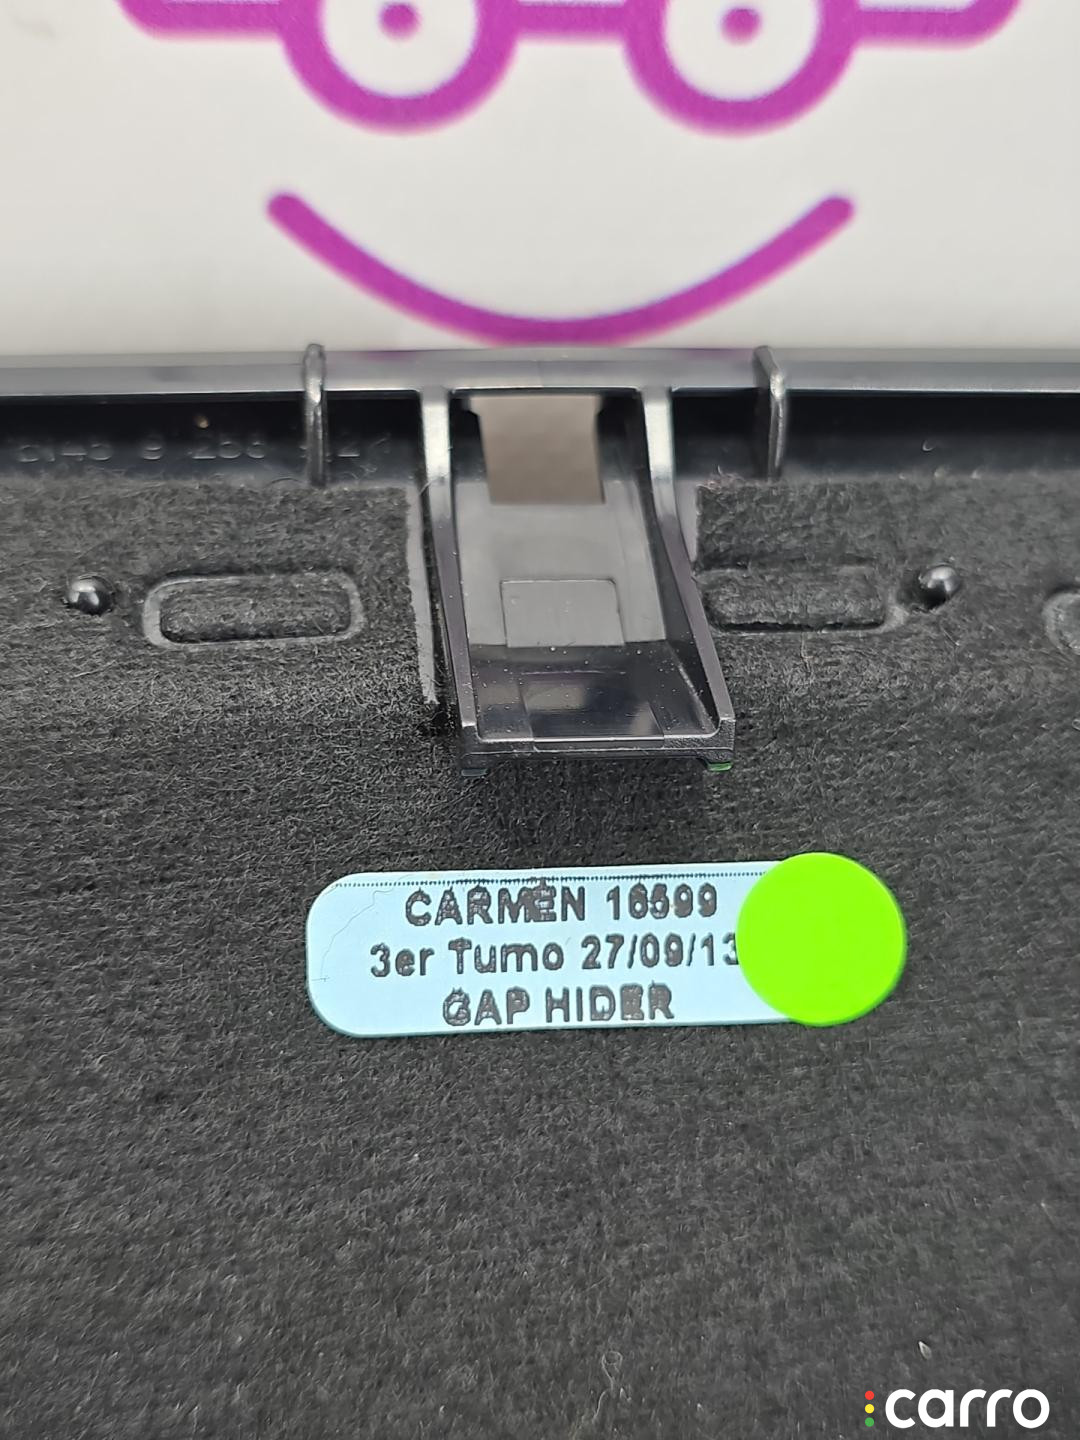 CARMEN 16599
3er Turno 27/09/13
GAP HIDER
carro